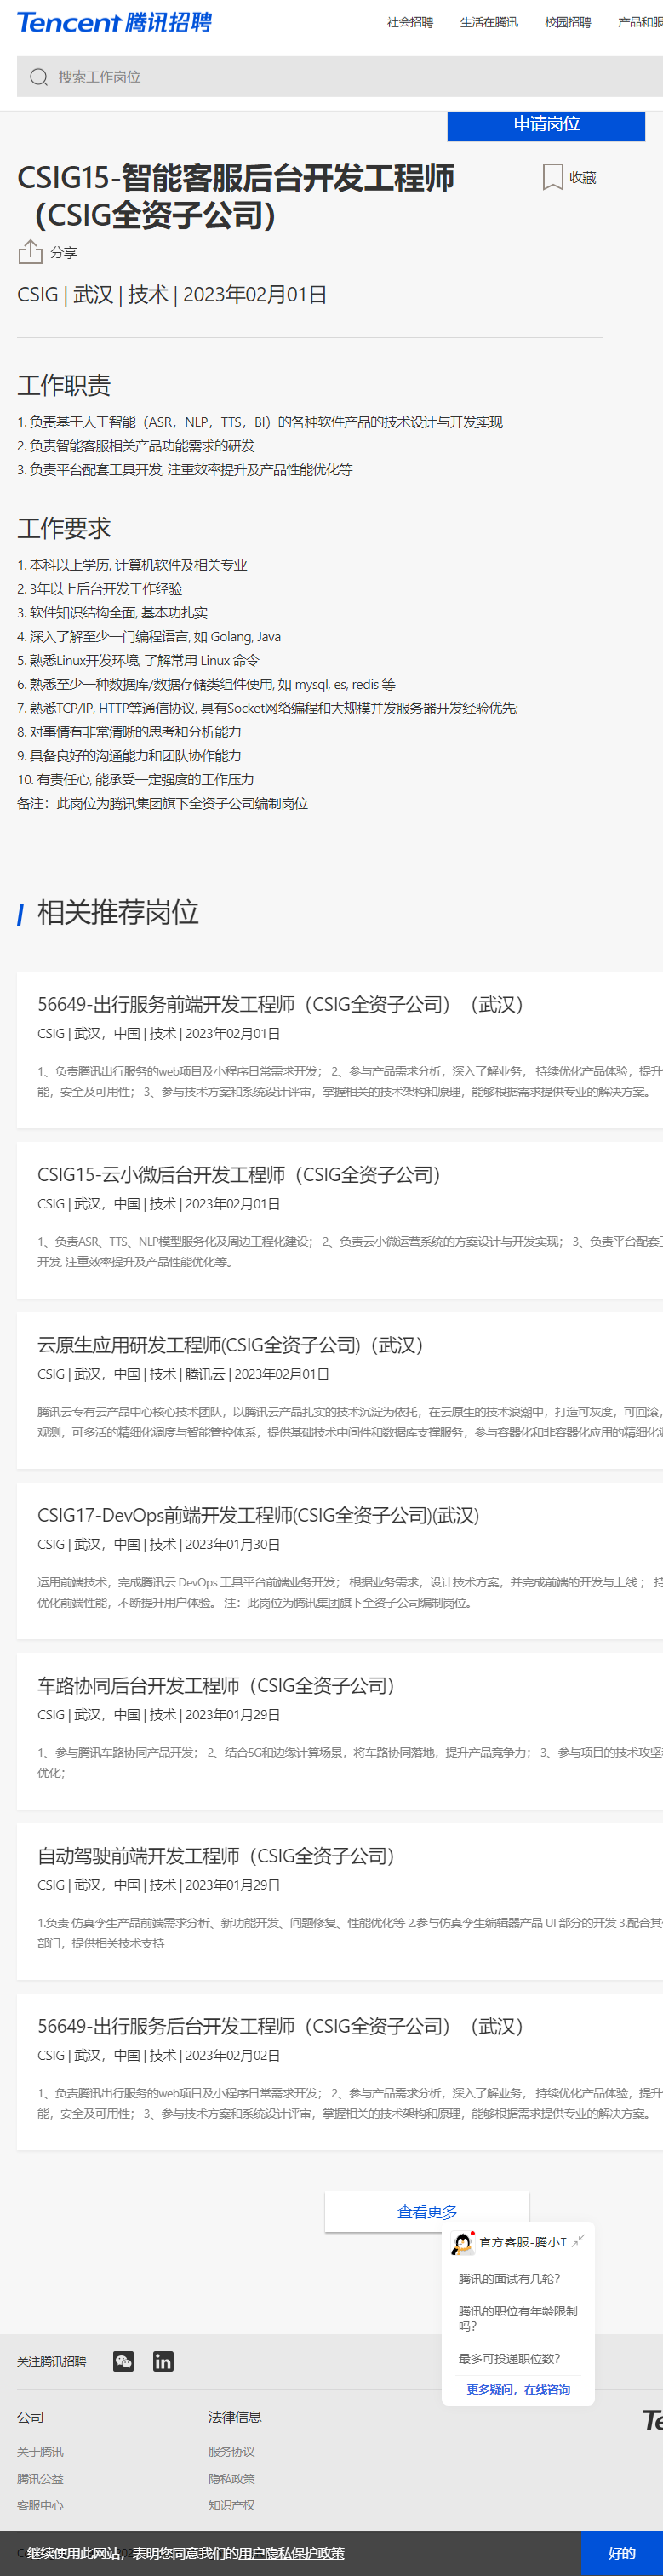 Tencent 腾讯招聘
社会招聘 生活在腾讯 校园招聘 产品和服
搜索工作岗位
申请岗位
CSIG15-智能客服后台开发工程师
（CSIG全资子公司）
收藏
分享
CSIG | 武汉 | 技术 | 2023年02月01日
工作职责
1. 负责基于人工智能（ASR，NLP，TTS，BI）的各种软件产品的技术设计与开发实现
2. 负责智能客服相关产品功能需求的研发
3. 负责平台配套工具开发, 注重效率提升及产品性能优化等
工作要求
1. 本科以上学历, 计算机软件及相关专业
2. 3年以上后台开发工作经验
3. 软件知识结构全面, 基本功扎实
4. 深入了解至少一门编程语言, 如 Golang, Java
5. 熟悉Linux开发环境, 了解常用 Linux 命令
6. 熟悉至少一种数据库/数据存储类组件使用, 如 mysql, es, redis 等
7. 熟悉TCP/IP, HTTP等通信协议, 具有Socket网络编程和大规模并发服务器开发经验优先;
8. 对事情有非常清晰的思考和分析能力
9. 具备良好的沟通能力和团队协作能力
10. 有责任心, 能承受一定强度的工作压力
备注：此岗位为腾讯集团旗下全资子公司编制岗位
相关推荐岗位
56649-出行服务前端开发工程师（CSIG全资子公司）（武汉）
CSIG | 武汉，中国 | 技术 | 2023年02月01日
1、负责腾讯出行服务的web项目及小程序日常需求开发； 2、参与产品需求分析，深入了解业务， 持续优化产品体验，提升
能，安全及可用性； 3、参与技术方案和系统设计评审，掌握相关的技术架构和原理，能够根据需求提供专业的解决方案。
CSIG15-云小微后台开发工程师（CSIG全资子公司）
CSIG | 武汉，中国 | 技术 | 2023年02月01日
1、负责ASR、TTS、NLP模型服务化及周边工程化建设； 2、负责云小微运营系统的方案设计与开发实现； 3、负责平台配套
开发, 注重效率提升及产品性能优化等。
云原生应用研发工程师(CSIG全资子公司)（武汉）
CSIG | 武汉，中国 | 技术 | 腾讯云 | 2023年02月01日
腾讯云专有云产品中心核心技术团队，以腾讯云产品扎实的技术沉淀为依托，在云原生的技术浪潮中，打造可灰度，可回滚，
观测，可多活的精细化调度与智能管控体系，提供基础技术中间件和数据库支撑服务，参与容器化和非容器化应用的精细化
CSIG17-DevOps前端开发工程师(CSIG全资子公司)(武汉)
CSIG | 武汉，中国 | 技术 | 2023年01月30日
运用前端技术，完成腾讯云 DevOps 工具平台前端业务开发； 根据业务需求，设计技术方案，并完成前端的开发与上线 ； 持
优化前端性能，不断提升用户体验。 注：此岗位为腾讯集团旗下全资子公司编制岗位。
车路协同后台开发工程师（CSIG全资子公司）
CSIG | 武汉，中国 | 技术 | 2023年01月29日
1、参与腾讯车路协同产品开发； 2、结合5G和边缘计算场景，将车路协同落地，提升产品竞争力； 3、参与项目的技术攻坚
优化；
自动驾驶前端开发工程师（CSIG全资子公司）
CSIG | 武汉，中国 | 技术 | 2023年01月29日
1.负责 仿真孪生产品前端需求分析、新功能开发、问题修复、性能优化等 2.参与仿真孪生编辑器产品 UI 部分的开发 3.配合其
部门，提供相关技术支持
56649-出行服务后台开发工程师（CSIG全资子公司）（武汉）
CSIG | 武汉，中国 | 技术 | 2023年02月02日
1、负责腾讯出行服务的web项目及小程序日常需求开发； 2、参与产品需求分析，深入了解业务， 持续优化产品体验，提升
能，安全及可用性； 3、参与技术方案和系统设计评审，掌握相关的技术架构和原理，能够根据需求提供专业的解决方案。
查看更多
官方客服-腾小T
腾讯的面试有几轮？
腾讯的职位有年龄限制
吗？
最多可投递职位数？
更多疑问，在线咨询
关注腾讯招聘
公司 法律信息
Te
关于腾讯 服务协议
腾讯公益 隐私政策
客服中心 知识产权
继续使用此网站，表明您同意我们的用户隐私保护政策
好的